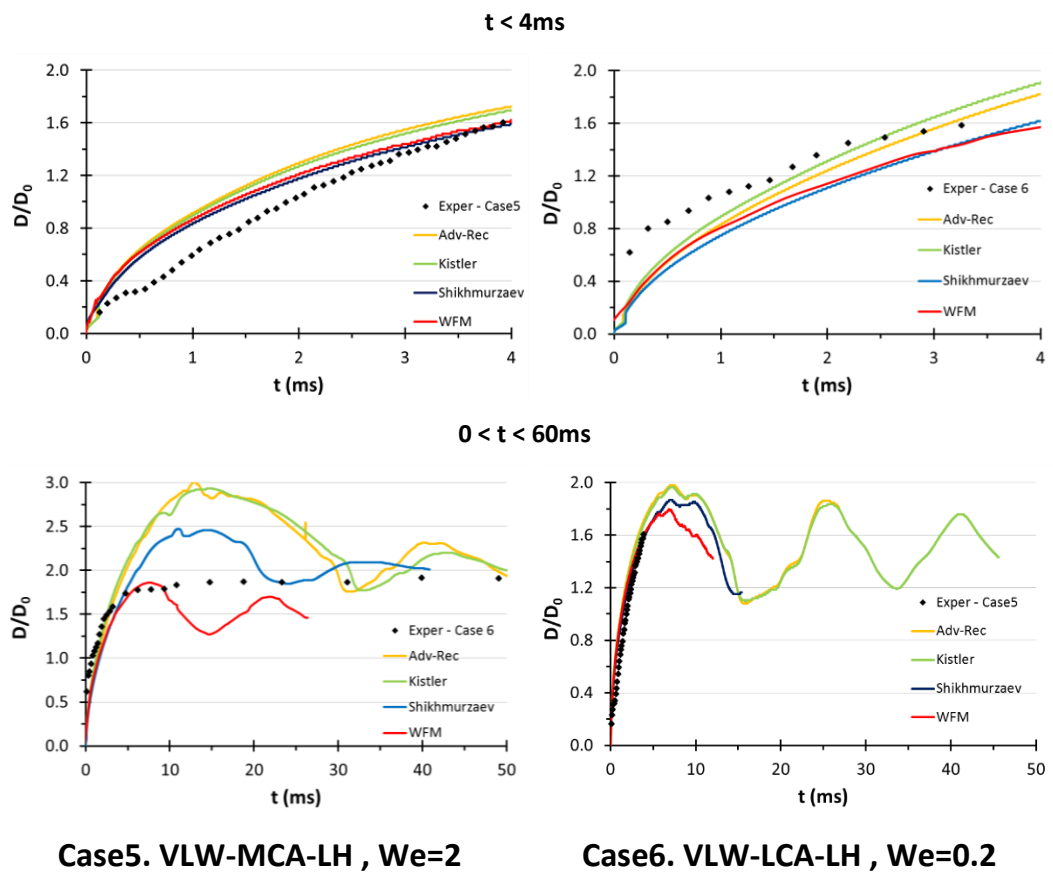 t < 4ms
D/D0
2.0
1.6
1.2
0.8
0.4
0.0
Exper - Case5
Adv-Rec
Kistler
Shikhmurzaev
WFM
0 1 2 3 4
t (ms)
D/D0
2.0
1.6
1.2
0.8
0.4
0.0
Exper - Case 6
Adv-Rec
Kistler
Shikhmurzaev
WFM
0 1 2 3 4
t (ms)
0 < t < 60ms
D/D0
3.0
2.5
2.0
1.5
1.0
0.5
0.0
Exper - Case 6
Adv-Rec
Kistler
Shikhmurzaev
WFM
0 10 20 30 40 50
t (ms)
D/D0
2.0
1.6
1.2
0.8
0.4
0.0
Exper - Case5
Adv-Rec
Kistler
Shikhmurzaev
WFM
0 10 20 30 40 50
t (ms)
Case5. VLW-MCA-LH , We=2
Case6. VLW-LCA-LH , We=0.2